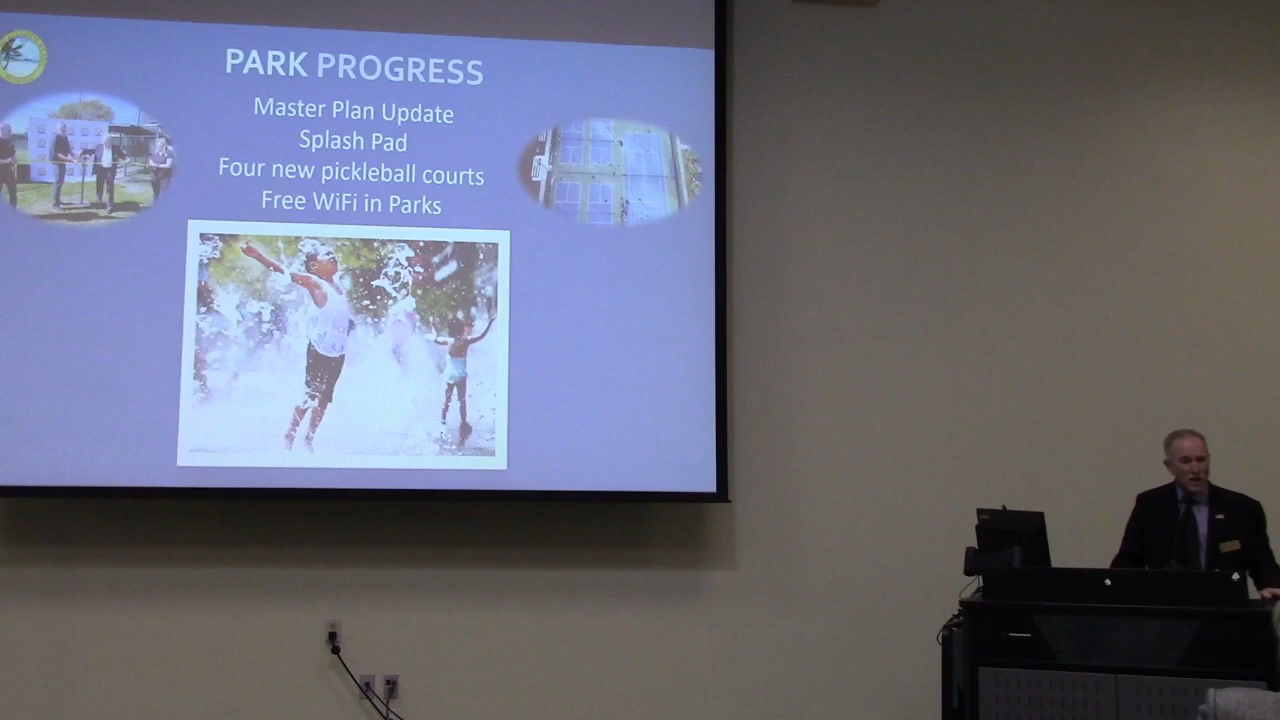 PARK PROGRESS
Master Plan Update
Splash Pad
Four new pickleball courts
Free WiFi in Parks